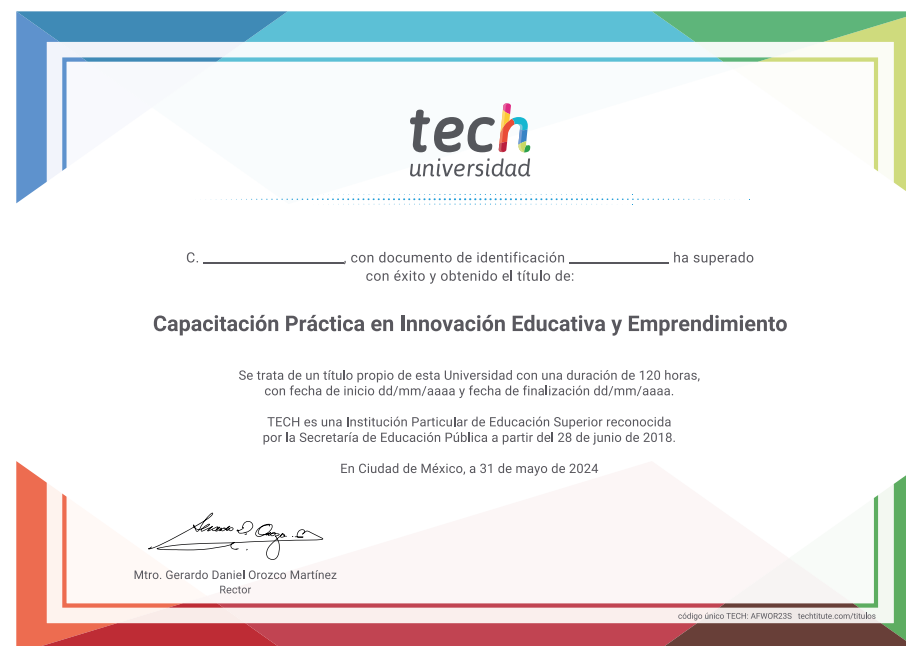 tech
universidad
C. ____________, con documento de identificación ____________ ha superado
con éxito y obtenido el título de:
Capacitación Práctica en Innovación Educativa y Emprendimiento
Se trata de un título propio de esta Universidad con una duración de 120 horas,
con fecha de inicio dd/mm/aaaa y fecha de finalización dd/mm/aaaa.
TECH es una Institución Particular de Educación Superior reconocida
por la Secretaría de Educación Pública a partir del 28 de junio de 2018.
En Ciudad de México, a 31 de mayo de 2024
Mtro. Gerardo Daniel Orozco Martínez
Rector
código único TECH: AFWOR23S techtitute.com/titulos